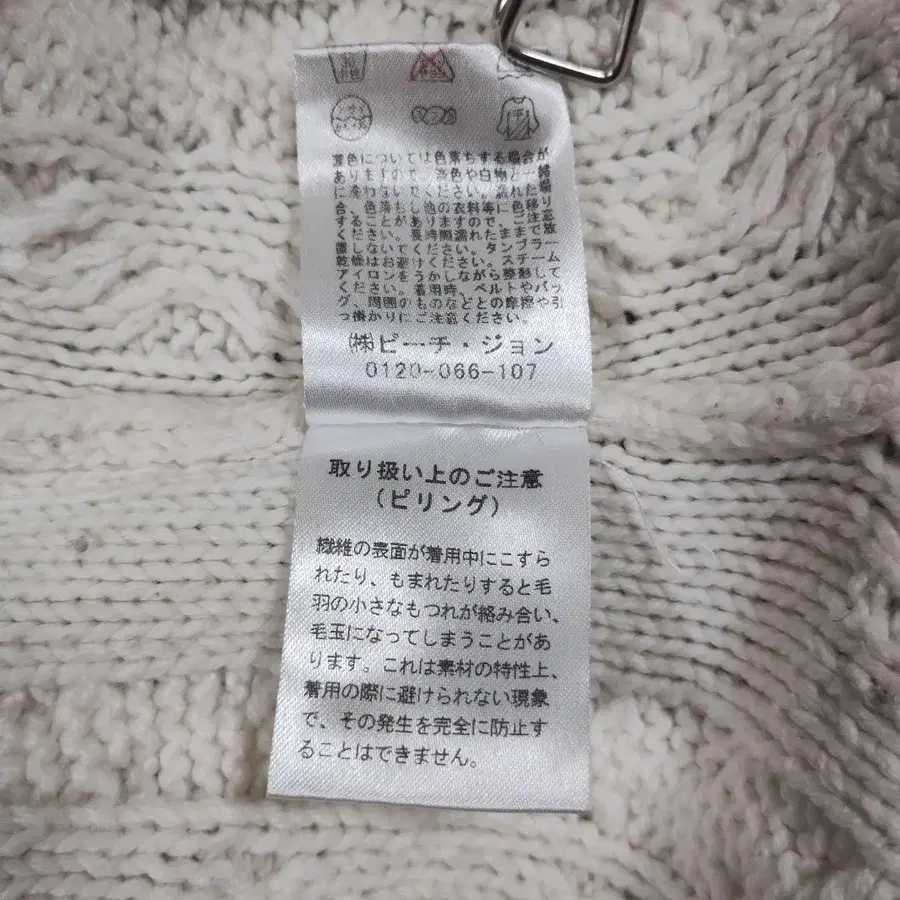 濃色については色落ちする場合が
ありますので、淡色や白物と一緒
に洗わないでください。濡れた場
合、色落ちし他の衣料等に色移り
することがありますので、ご注意
ください。長時間濡れたままで放
置しないでください。タンブラー
乾燥はお避けください。スチーム
アイロンをうかしながら整形して
ください。着用時、ベルトやバッ
グ、周囲のものなどとの摩擦や引
っ掛かりにご注意ください。
㈱ピーチ・ジョン
0120-066-107
取り扱い上のご注意
(ピリング)
繊維の表面が着用中にこすら
れたり、もまれたりすると毛
羽の小さなもつれが絡み合い、
毛玉になってしまうことがあ
ります。これは素材の特性上、
着用の際に避けられない現象
で、その発生を完全に防止す
ることはできません。